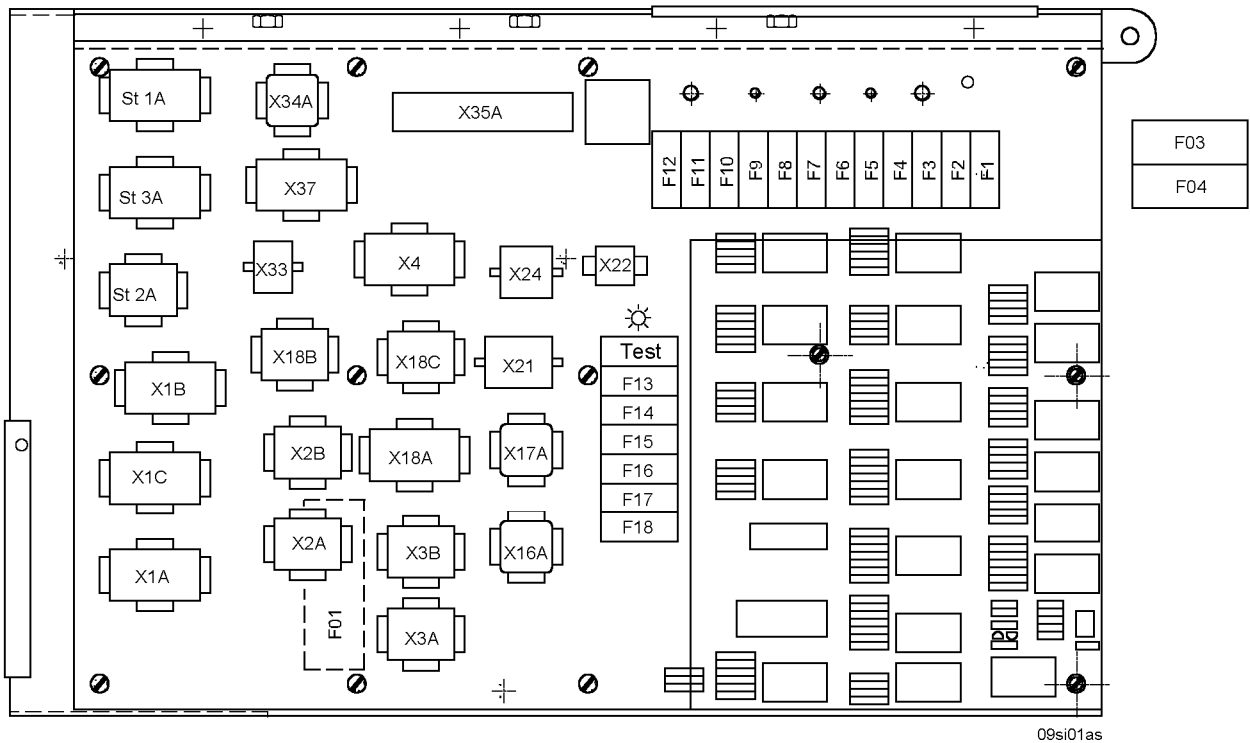 St 1A
X34A
X35A
F12 F11 F10 F9 F8 F7 F6 F5 F4 F3 F2 F1
F03
F04
St 3A
X37
X33
X4
X24
X22
St 2A
X18B
X18C
X21
Test
F13
F14
F15
F16
F17
F18
X1B
X2B
X18A
X17A
X1C
X2A
X3B
X16A
X1A
F01
X3A
09si01as